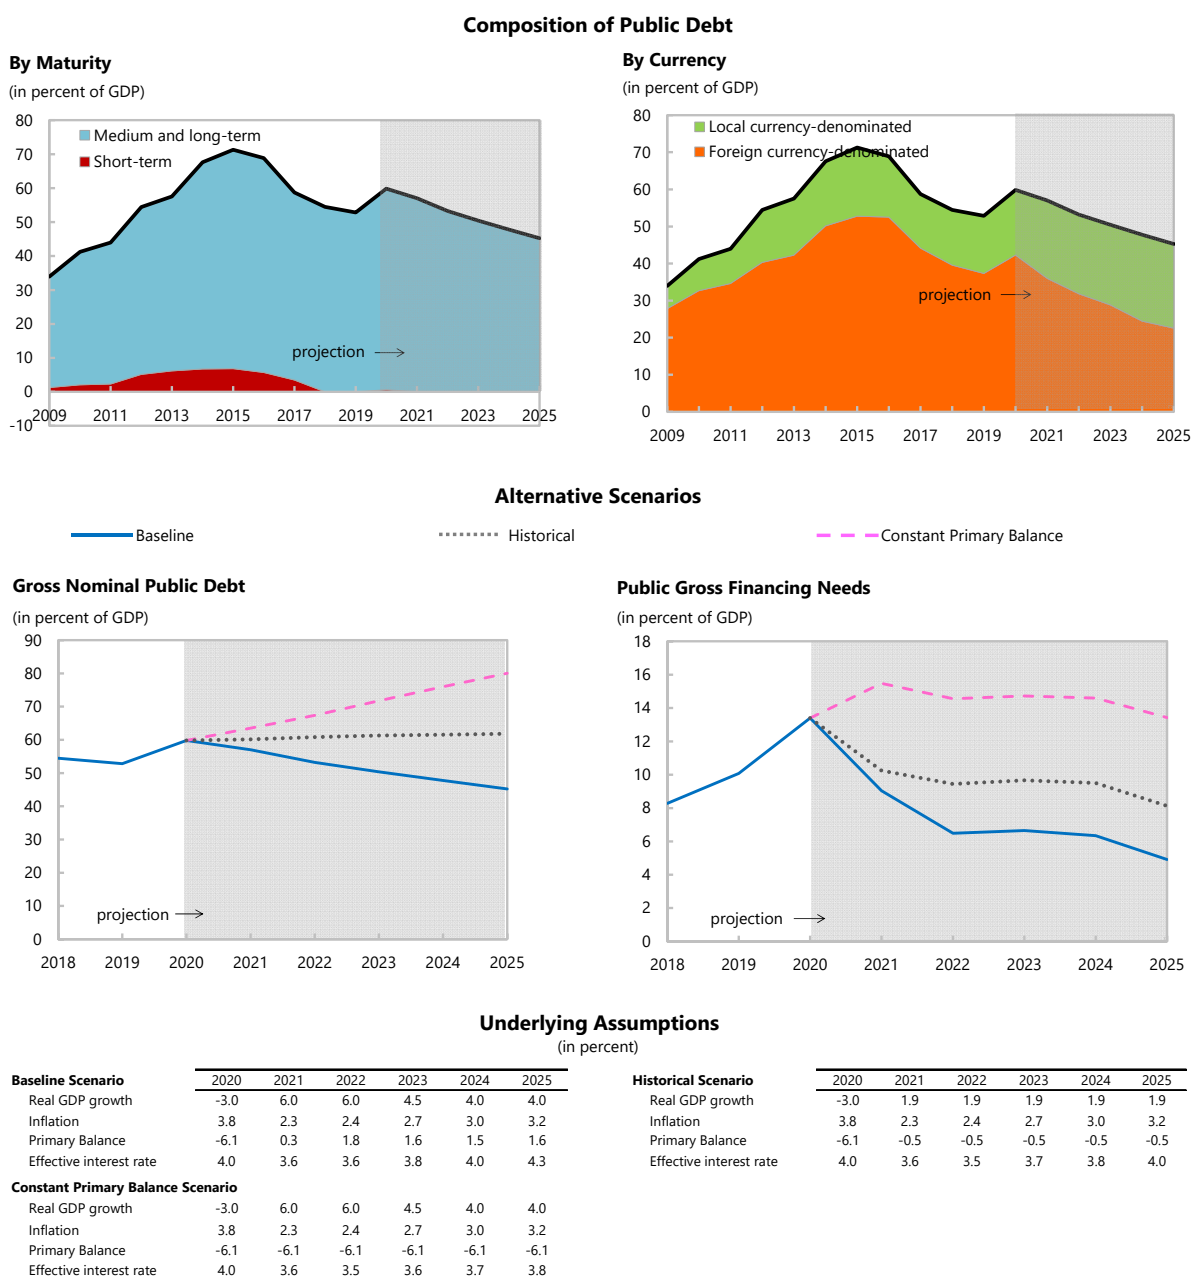 Composition of Public Debt
By Maturity
(in percent of GDP)
80
70
60
50
40
30
20
10
0
-10
Medium and long-term
Short-term
projection
2009 2011 2013 2015 2017 2019 2021 2023 2025
By Currency
(in percent of GDP)
80
70
60
50
40
30
20
10
0
Local currency-denominated
Foreign currency-denominated
projection
2009 2011 2013 2015 2017 2019 2021 2023 2025
Alternative Scenarios
Baseline Historical Constant Primary Balance
Gross Nominal Public Debt
(in percent of GDP)
90
80
70
60
50
40
30
20
10
0
projection
2018 2019 2020 2021 2022 2023 2024 2025
Public Gross Financing Needs
(in percent of GDP)
18
16
14
12
10
8
6
4
2
0
projection
2018 2019 2020 2021 2022 2023 2024 2025
Underlying Assumptions
(in percent)
Baseline Scenario 2020 2021 2022 2023 2024 2025
Real GDP growth -3.0 6.0 6.0 4.5 4.0 4.0
Inflation 3.8 2.3 2.4 2.7 3.0 3.2
Primary Balance -6.1 0.3 1.8 1.6 1.5 1.6
Effective interest rate 4.0 3.6 3.6 3.8 4.0 4.3
Constant Primary Balance Scenario
Real GDP growth -3.0 6.0 6.0 4.5 4.0 4.0
Inflation 3.8 2.3 2.4 2.7 3.0 3.2
Primary Balance -6.1 -6.1 -6.1 -6.1 -6.1 -6.1
Effective interest rate 4.0 3.6 3.5 3.6 3.7 3.8
Historical Scenario 2020 2021 2022 2023 2024 2025
Real GDP growth -3.0 1.9 1.9 1.9 1.9 1.9
Inflation 3.8 2.3 2.4 2.7 3.0 3.2
Primary Balance -6.1 -0.5 -0.5 -0.5 -0.5 -0.5
Effective interest rate 4.0 3.6 3.5 3.7 3.8 4.0